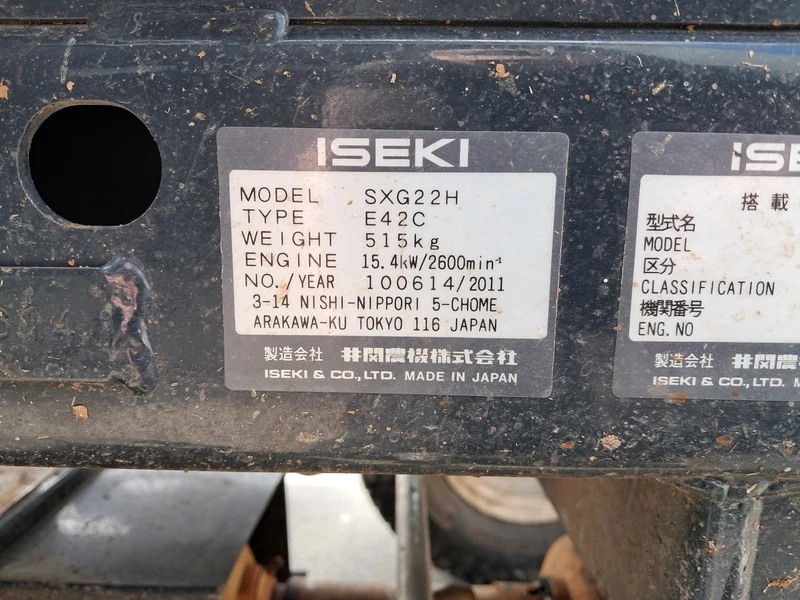 ISEKI
MODEL SXG22H
TYPE E42C
WEIGHT 515kg
ENGINE 15.4kW/2600min⁻¹
NO./YEAR 100614/2011
3-14 NISHI-NIPPORI 5-CHOME
ARAKAWA-KU TOKYO 116 JAPAN
製造会社 井関農機株式会社
ISEKI & CO., LTD. MADE IN JAPAN
ISE
搭載
型式名
MODEL
区分
CLASSIFICATION
機関番号
ENG.NO
製造会社 井関農
ISEKI & CO., LTD. MA